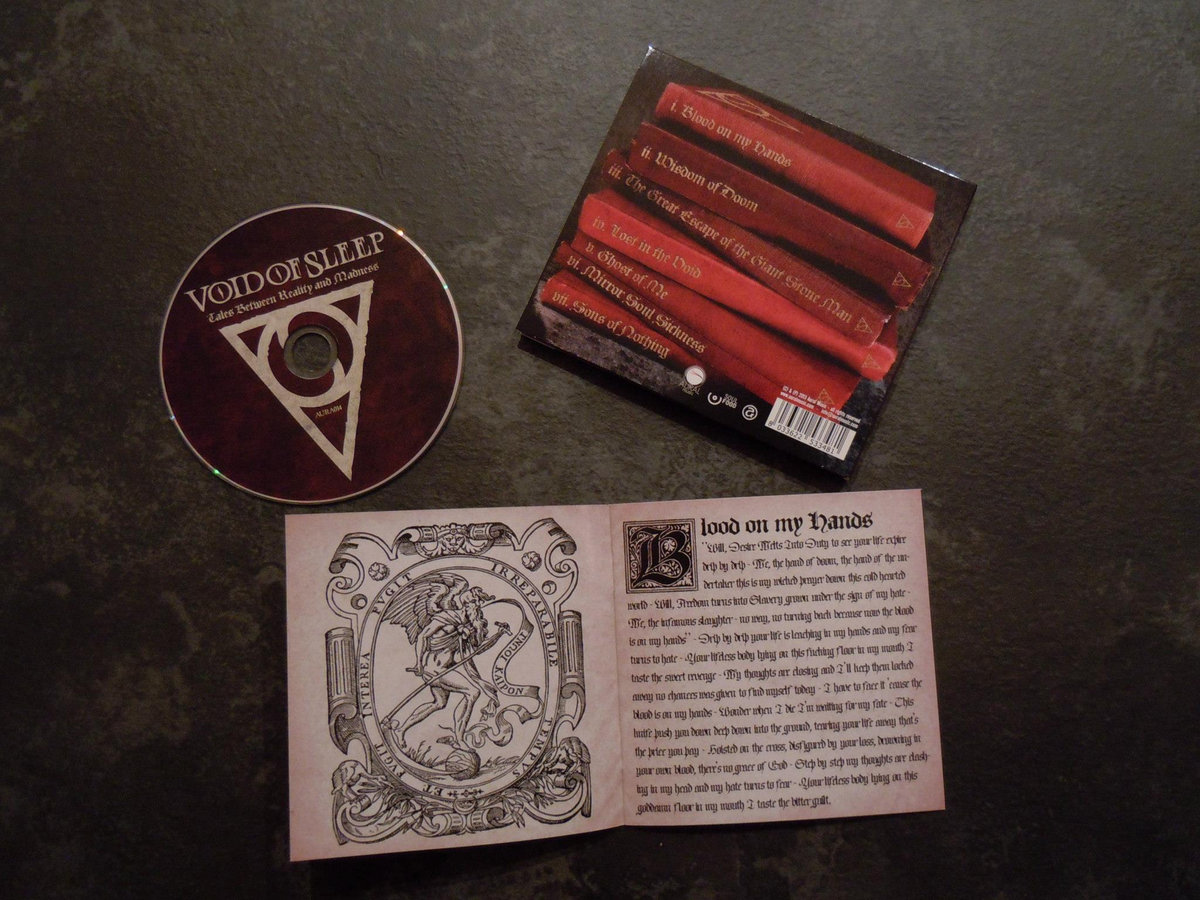 VOID OF SLEEP
Tales Between Reality and Madness
AURA014
i. Blood on my Hands
ii. Wisdom of Doom
iii. The Great Escape of the Giant Stone Man
iv. Lost in the Void
v. Ghost of Me
vi. Mirror Soul Sickness
vii. Sons of Nothing
8 033622 533481
INTEREA FVGIT IRREPARABILE TEMPVS ET FVGIT
ΓΝΩΘΙ ΚΑΙΡΟΝ
Blood on my Hands
"Will, Desire Melts Into Duty to see your life expire
drip by drip - Me, the hand of doom, the hand of the un-
dertaker this is my wicked prayer down this cold hearted
world - Will, Freedom turns into Slavery grown under the sign of my hate -
Me, the infamous slaughter - no way, no turning back because now the blood
is on my hands" - Drip by drip your life is leaching in my hands and my fear
turns to hate - Your lifeless body lying on this fucking floor in my mouth I
taste the sweet revenge - My thoughts are closing and I'll keep them locked
away no chances was given to find myself today - I have to face it 'cause the
blood is on my hands - Wonder when I die I'm waiting for my fate - This
knife push you down deep down into the ground, tearing your life away that's
the price you pay - Hoisted on the cross, disfigured by your loss, drowning in
your own blood, there's no grace of God - Step by step my thoughts are clash-
ing in my head and my hate turns to fear - Your lifeless body lying on this
goddamn floor in my mouth I taste the bitter guilt.